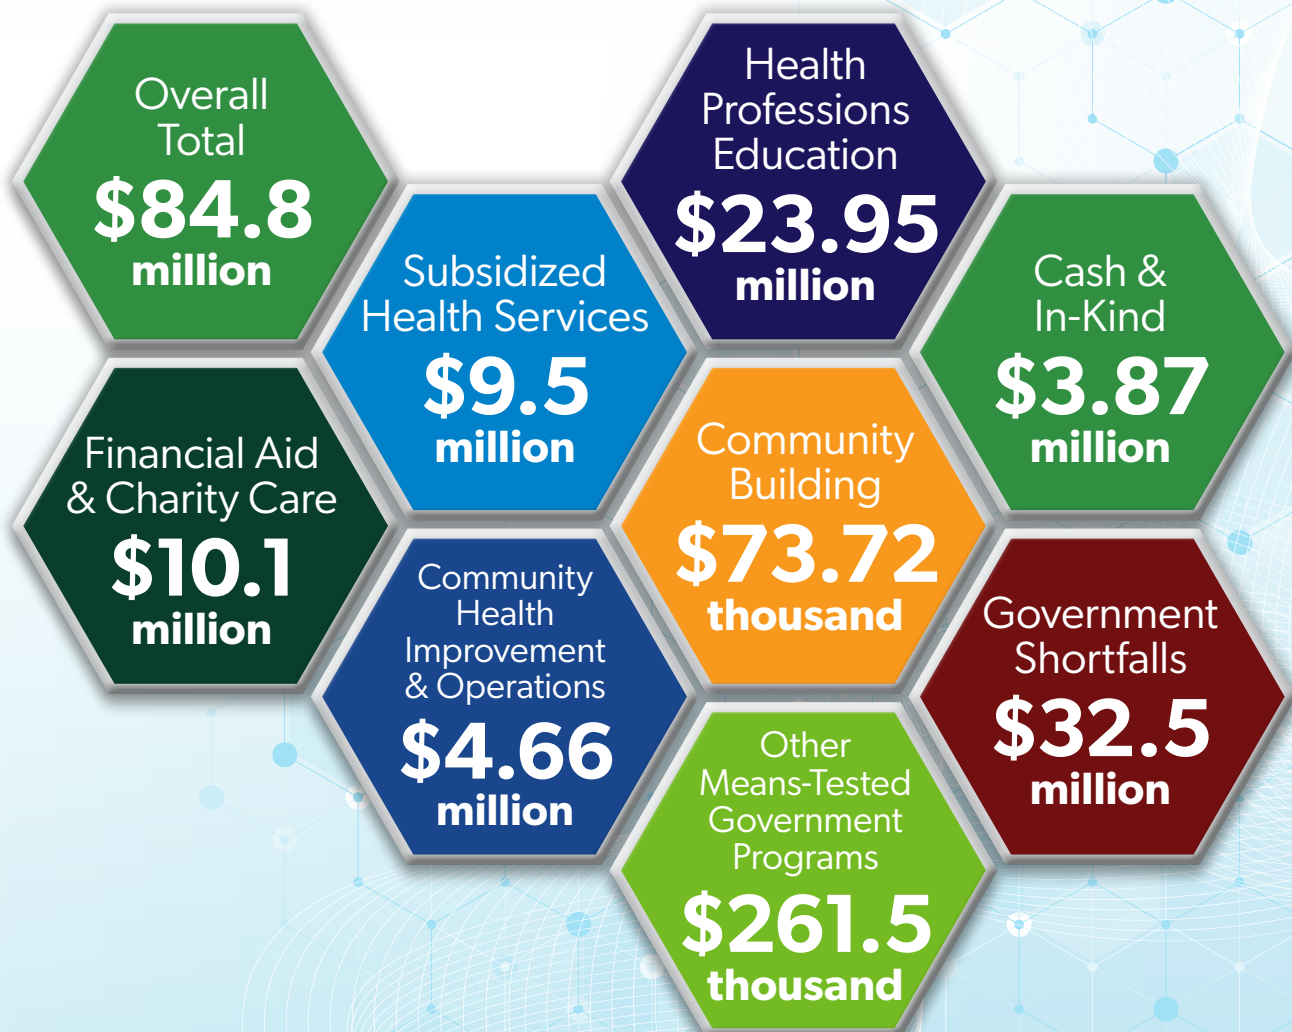 Overall
Total
$84.8
million
Health
Professions
Education
$23.95
million
Subsidized
Health Services
$9.5
million
Cash &
In-Kind
$3.87
million
Financial Aid
& Charity Care
$10.1
million
Community
Building
$73.72
thousand
Community
Health
Improvement
& Operations
$4.66
million
Government
Shortfalls
$32.5
million
Other
Means-Tested
Government
Programs
$261.5
thousand